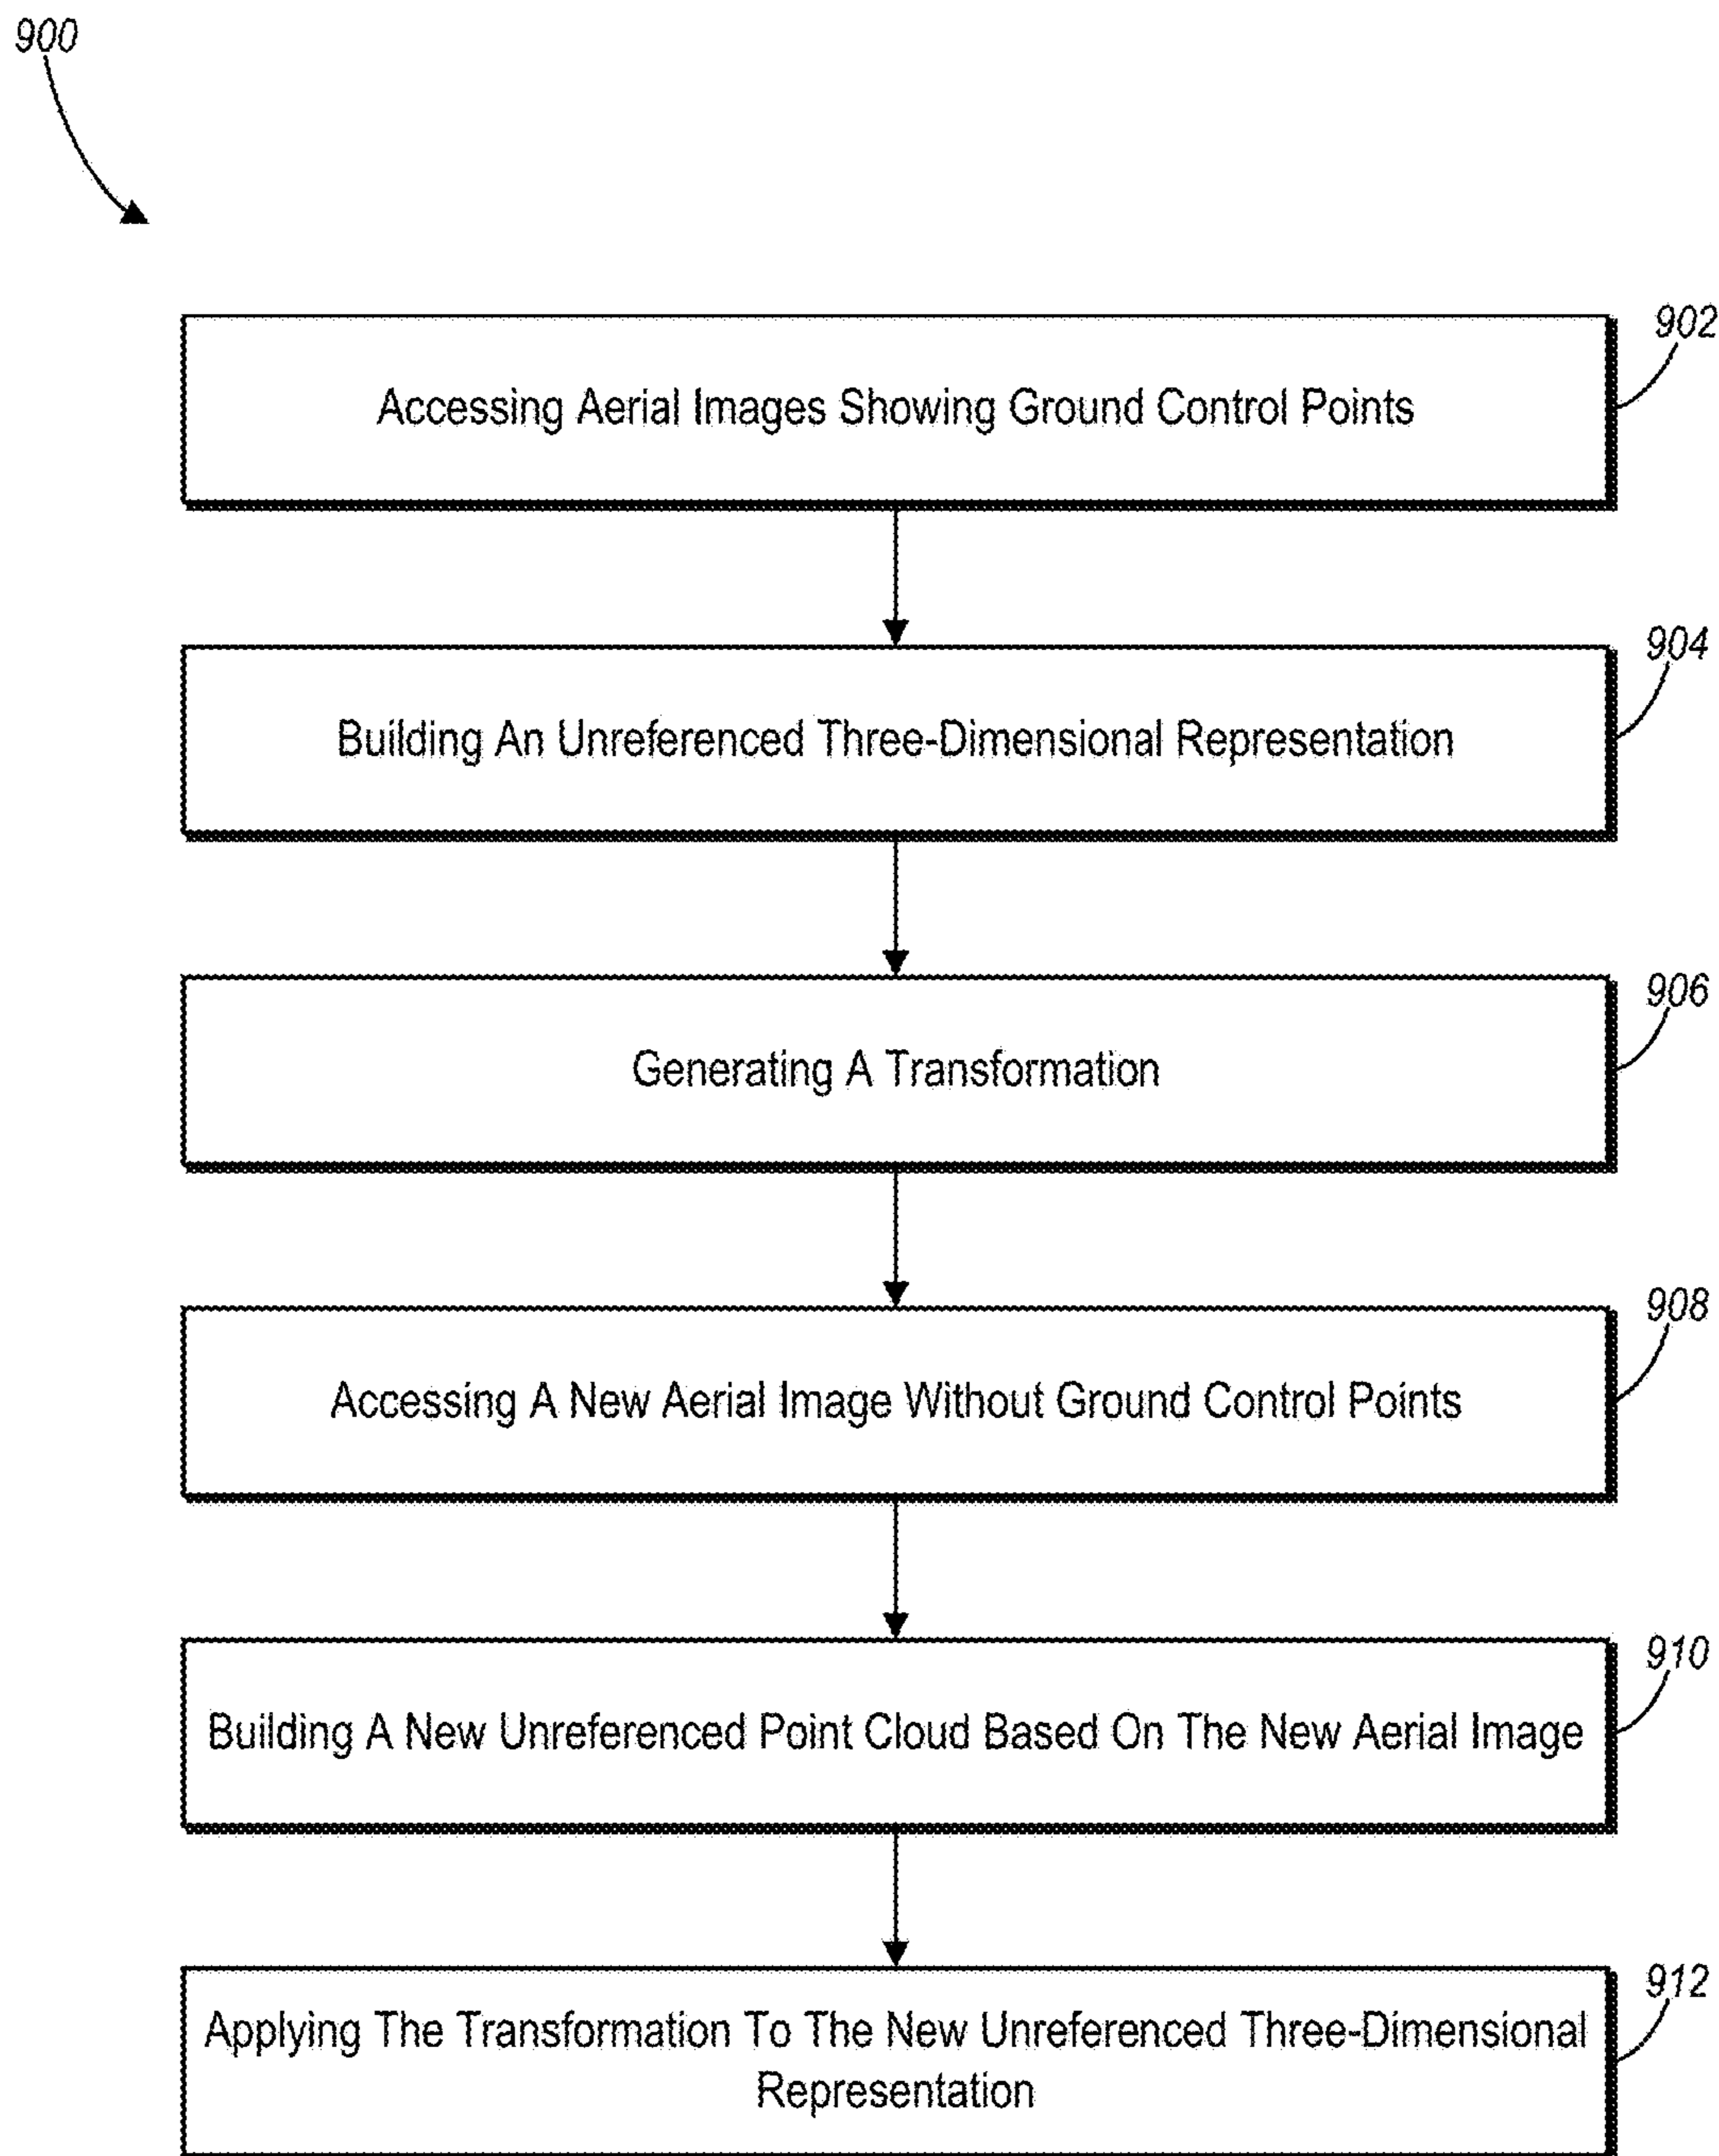 900
902
Accessing Aerial Images Showing Ground Control Points
904
Building An Unreferenced Three-Dimensional Representation
906
Generating A Transformation
908
Accessing A New Aerial Image Without Ground Control Points
910
Building A New Unreferenced Point Cloud Based On The New Aerial Image
912
Applying The Transformation To The New Unreferenced Three-Dimensional
Representation